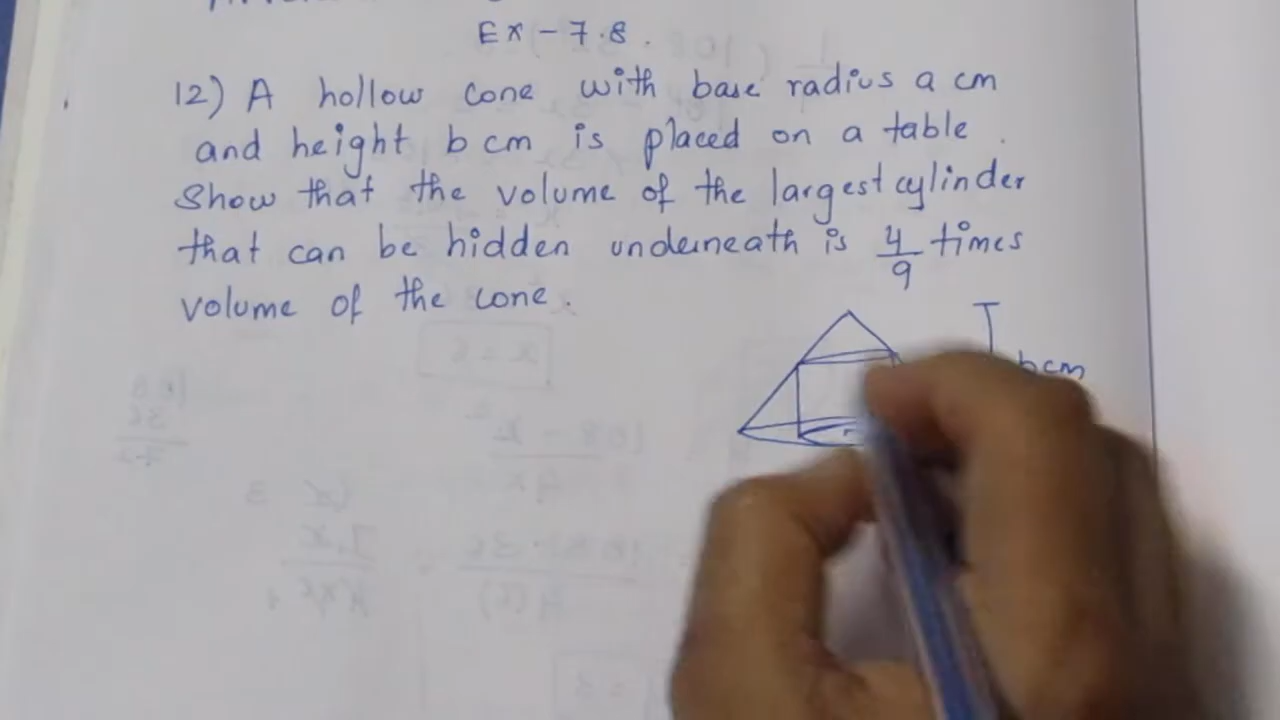 Ex - 7.8.
12) A hollow cone with base radius a cm
and height b cm is placed on a table.
Show that the volume of the largest cylinder
that can be hidden underneath is 4/9 times
volume of the cone.
b cm